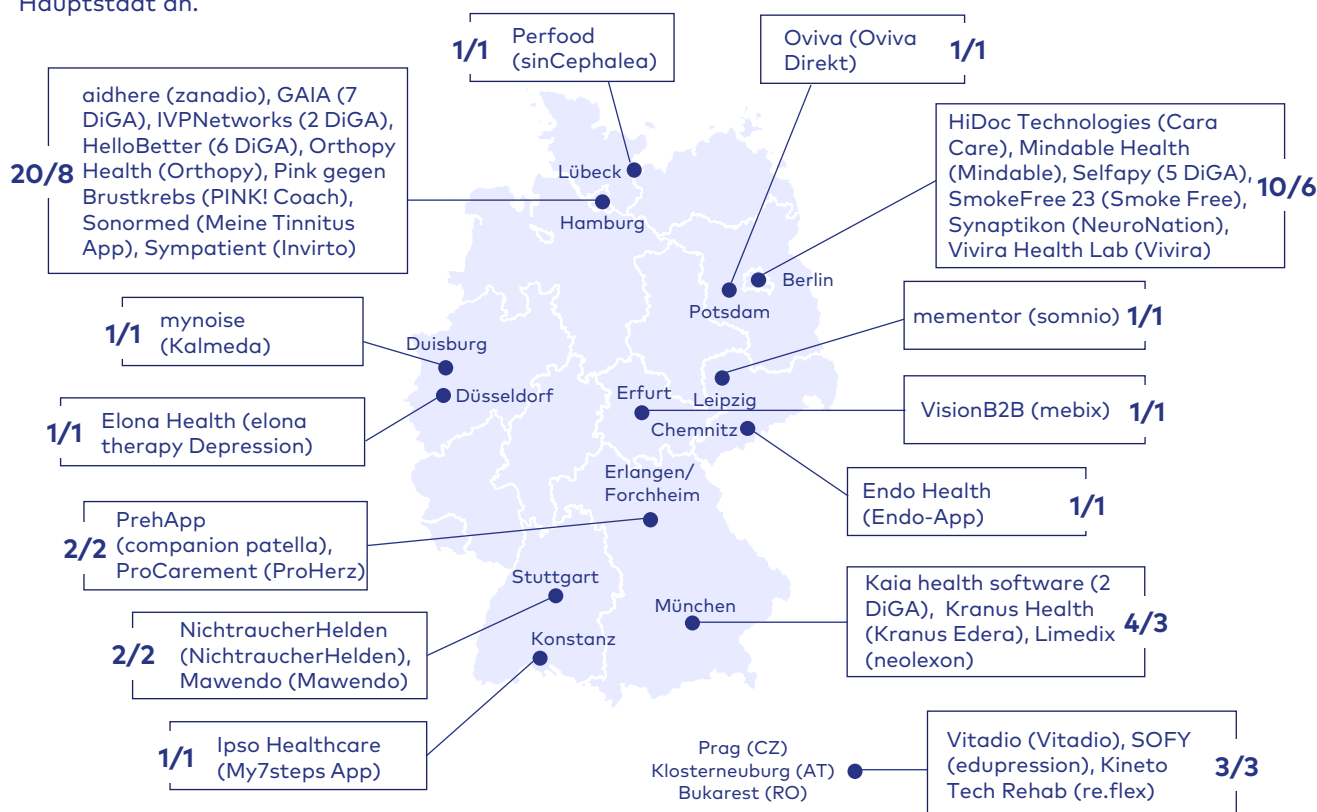 Hauptstadt an.
1/1
Perfood
(sinCephalea)
Oviva (Oviva
Direkt)
1/1
aidhere (zanadio), GAIA (7
DiGA), IVPNetworks (2 DiGA),
HelloBetter (6 DiGA), Orthopy
Health (Orthopy), Pink gegen
Brustkrebs (PINK! Coach),
Sonormed (Meine Tinnitus
App), Sympatient (Invirto)
20/8
HiDoc Technologies (Cara
Care), Mindable Health
(Mindable), Selfapy (5 DiGA),
SmokeFree 23 (Smoke Free),
Synaptikon (NeuroNation),
Vivira Health Lab (Vivira)
10/6
Lübeck
Hamburg
Berlin
Potsdam
1/1
mynoise
(Kalmeda)
mementor (somnio)
1/1
Duisburg
Düsseldorf
Erfurt
Leipzig
Chemnitz
1/1
Elona Health (elona
therapy Depression)
VisionB2B (mebix)
1/1
Erlangen/
Forchheim
Endo Health
(Endo-App)
1/1
2/2
PrehApp
(companion patella),
ProCarement (ProHerz)
Stuttgart
München
Konstanz
Kaia health software (2
DiGA), Kranus Health
(Kranus Edera), Limedix
(neolexon)
4/3
2/2
NichtraucherHelden
(NichtraucherHelden),
Mawendo (Mawendo)
1/1
Ipso Healthcare
(My7steps App)
Prag (CZ)
Klosterneuburg (AT)
Bukarest (RO)
Vitadio (Vitadio), SOFY
(edupression), Kineto
Tech Rehab (re.flex)
3/3